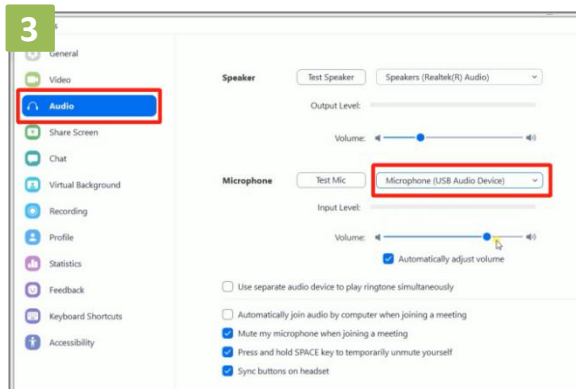 3
s
General
Video
Audio
Share Screen
Chat
Virtual Background
Recording
Profile
Statistics
Feedback
Keyboard Shortcuts
Accessibility
Speaker Test Speaker Speakers (Realtek(R) Audio)
Output Level:
Volume:
Microphone Test Mic Microphone (USB Audio Device)
Input Level:
Volume:
Automatically adjust volume
Use separate audio device to play ringtone simultaneously
Automatically join audio by computer when joining a meeting
Mute my microphone when joining a meeting
Press and hold SPACE key to temporarily unmute yourself
Sync buttons on headset